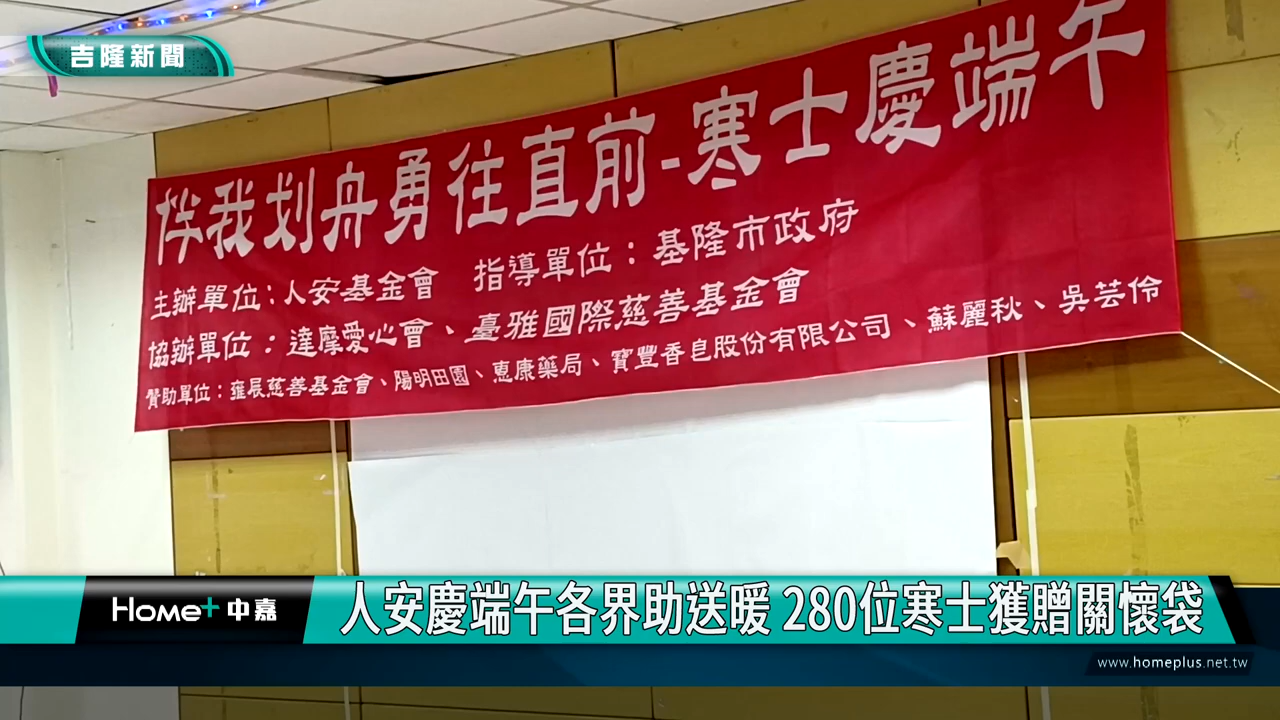 吉隆新聞
伴我划舟勇往直前-寒士慶端午
主辦單位：人安基金會 指導單位：基隆市政府
協辦單位：達摩愛心會、臺雅國際慈善基金會
贊助單位：雍辰慈善基金會、陽明田園、惠康藥局、寶豐香皂股份有限公司、蘇麗秋、吳芸伶
Home+中嘉
人安慶端午各界助送暖 280位寒士獲贈關懷袋
www.homeplus.net.tw